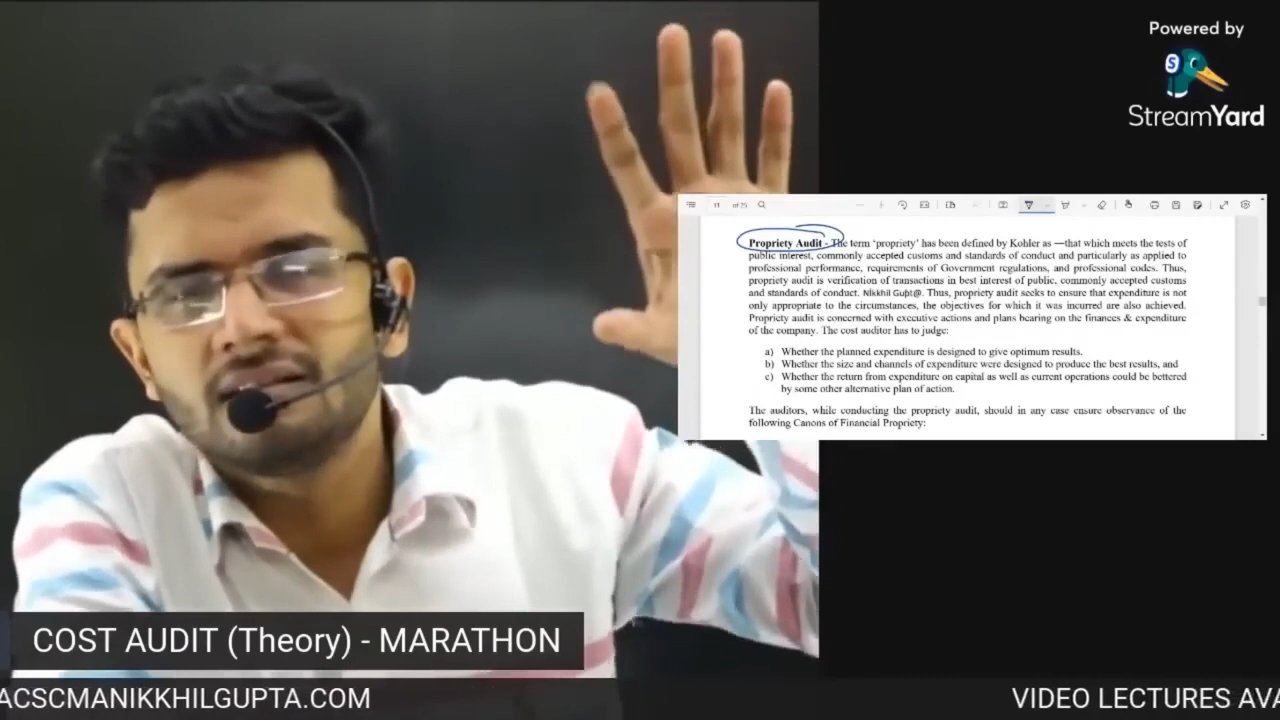 Powered by
S
StreamYard
11 of 25
Propriety Audit - The term ‘propriety’ has been defined by Kohler as —that which meets the tests of
public interest, commonly accepted customs and standards of conduct and particularly as applied to
professional performance, requirements of Government regulations, and professional codes. Thus,
propriety audit is verification of transactions in best interest of public, commonly accepted customs
and standards of conduct. Nikkhil Gupt@. Thus, propriety audit seeks to ensure that expenditure is not
only appropriate to the circumstances, the objectives for which it was incurred are also achieved.
Propriety audit is concerned with executive actions and plans bearing on the finances & expenditure
of the company. The cost auditor has to judge:
a) Whether the planned expenditure is designed to give optimum results.
b) Whether the size and channels of expenditure were designed to produce the best results, and
c) Whether the return from expenditure on capital as well as current operations could be bettered
by some other alternative plan of action.
The auditors, while conducting the propriety audit, should in any case ensure observance of the
following Canons of Financial Propriety:
COST AUDIT (Theory) - MARATHON
ACSCMANIKKHILGUPTA.COM
VIDEO LECTURES AVA